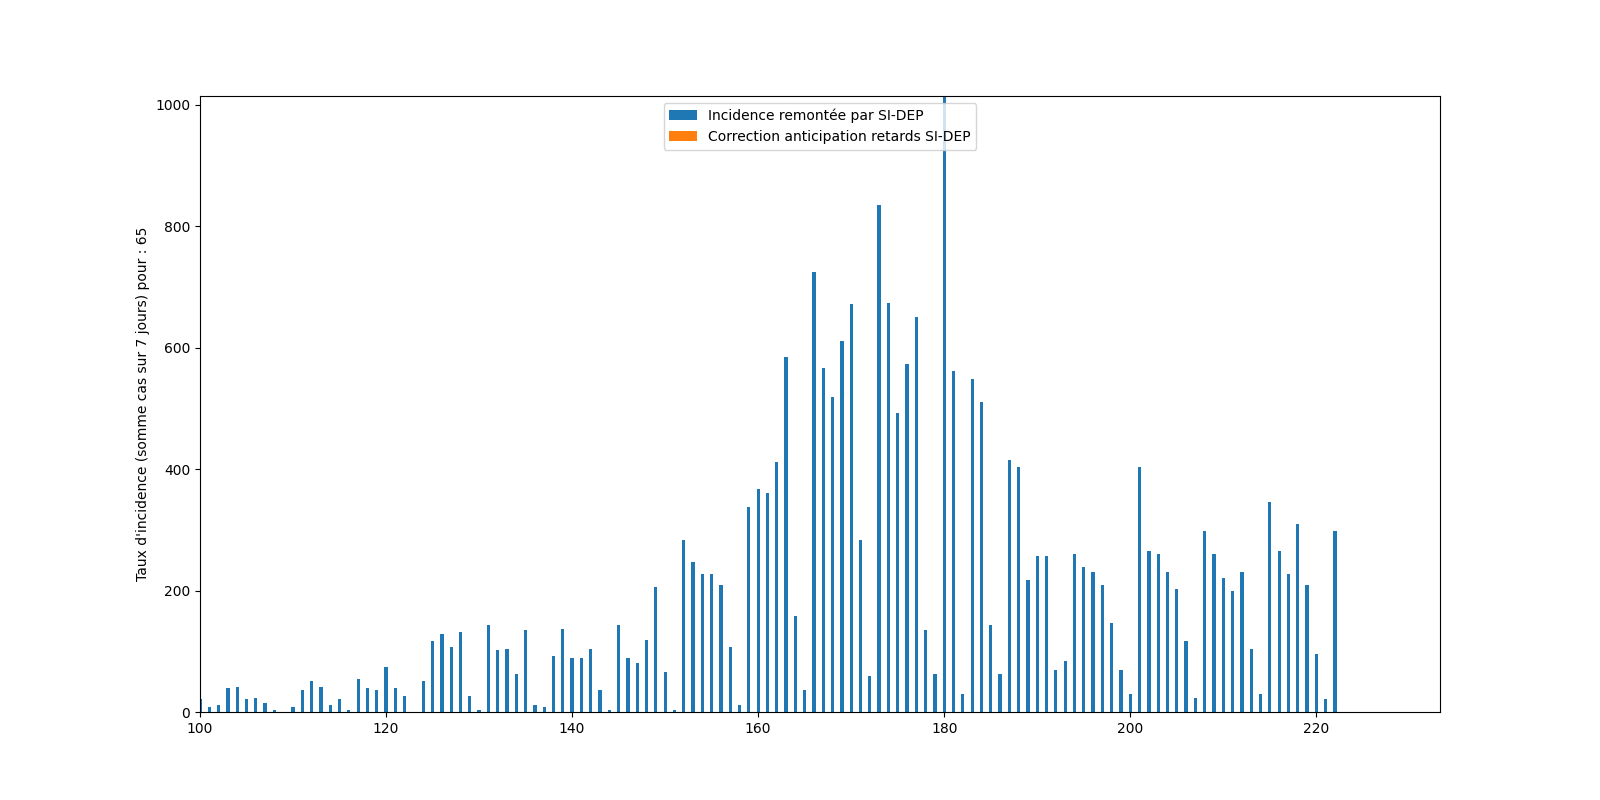 Incidence remontée par SI-DEP
Correction anticipation retards SI-DEP
Taux d'incidence (somme cas sur 7 jours) pour : 65
1000
800
600
400
200
0
100 120 140 160 180 200 220